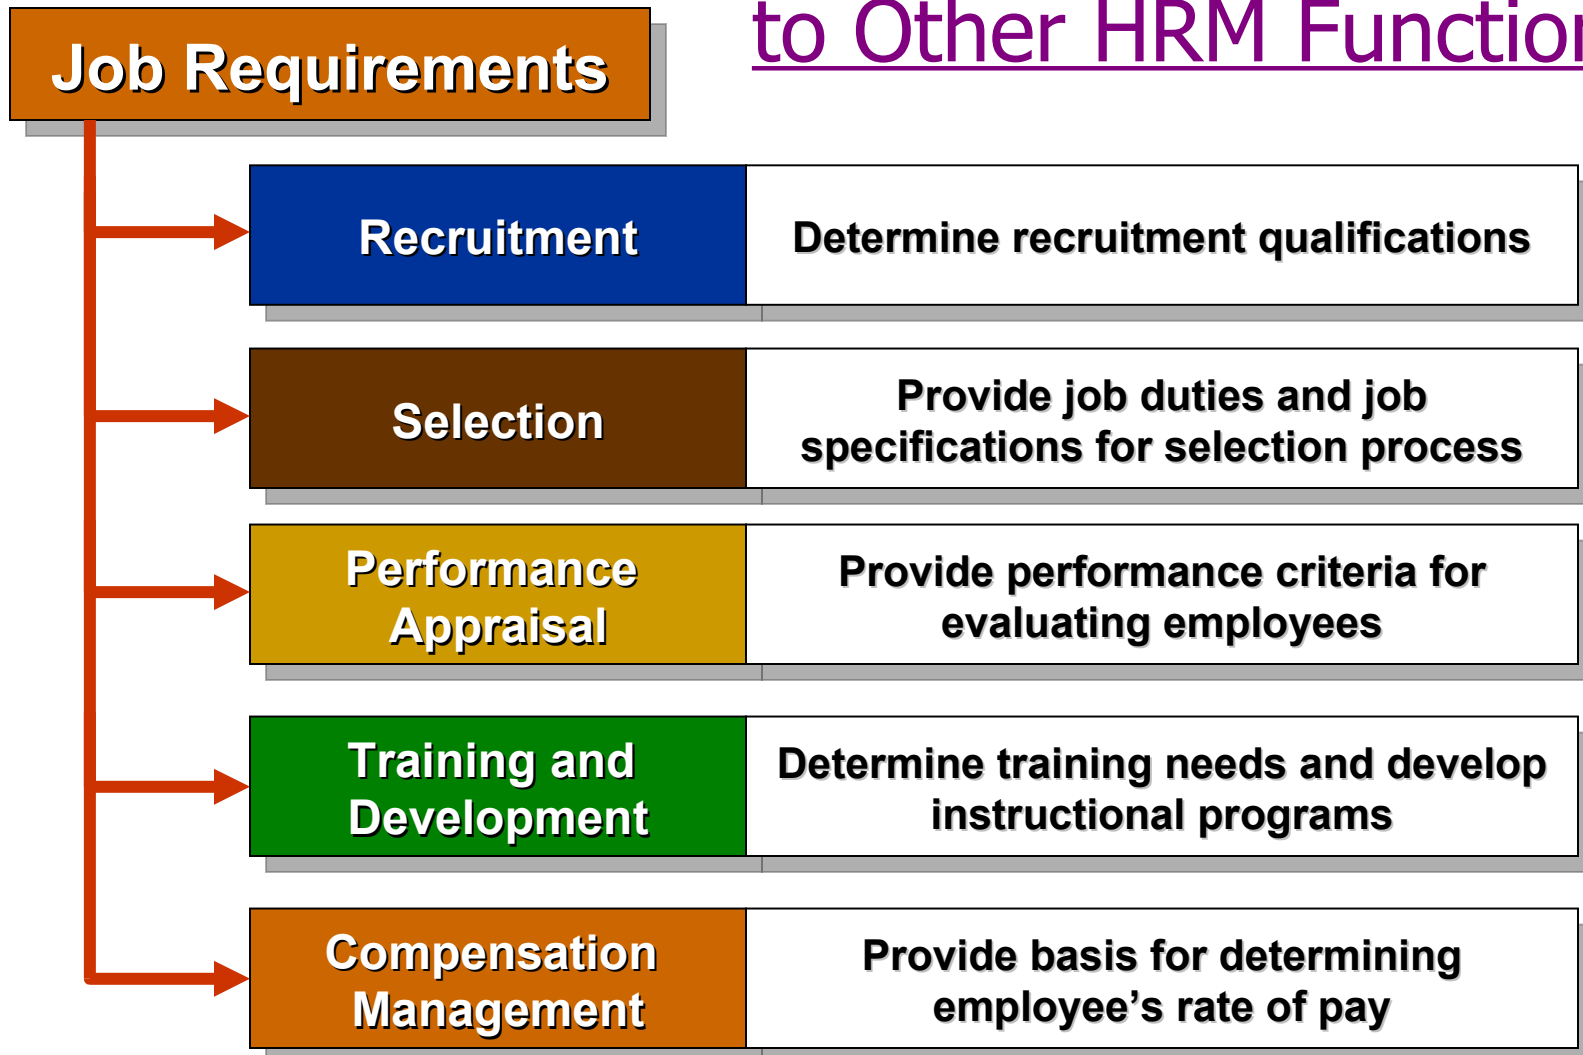 to Other HRM Function
Job Requirements
Recruitment
Determine recruitment qualifications
Selection
Provide job duties and job
specifications for selection process
Performance
Appraisal
Provide performance criteria for
evaluating employees
Training and
Development
Determine training needs and develop
instructional programs
Compensation
Management
Provide basis for determining
employee’s rate of pay